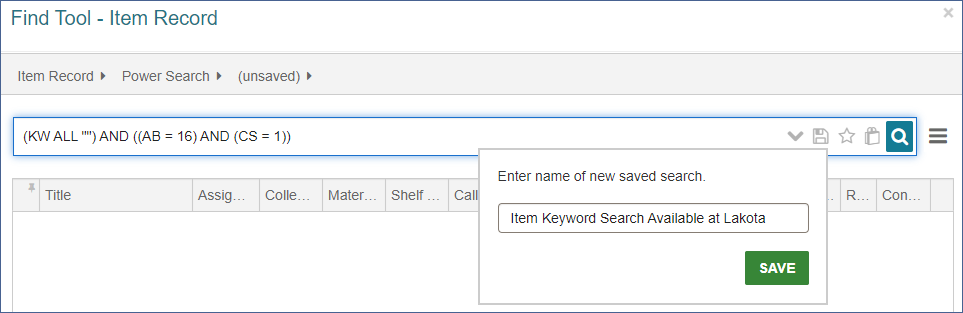 Find Tool - Item Record
Item Record Power Search (unsaved)
(KW ALL "") AND ((AB = 16) AND (CS = 1))
Enter name of new saved search.
Title Assig... Colle... Mater... Shelf ... Call R... Con...
Item Keyword Search Available at Lakota
SAVE